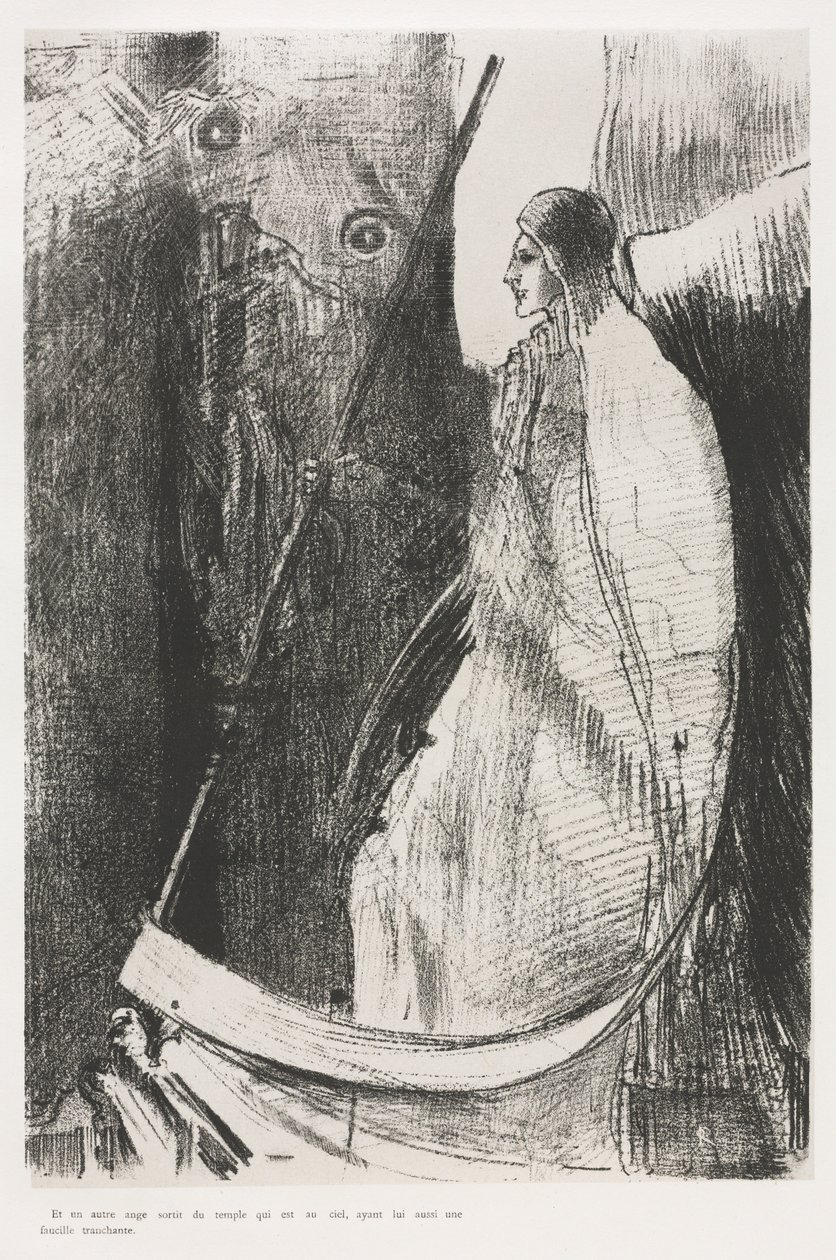 Et un autre ange sortit du temple qui est au ciel, ayant lui aussi une
faucille tranchante.